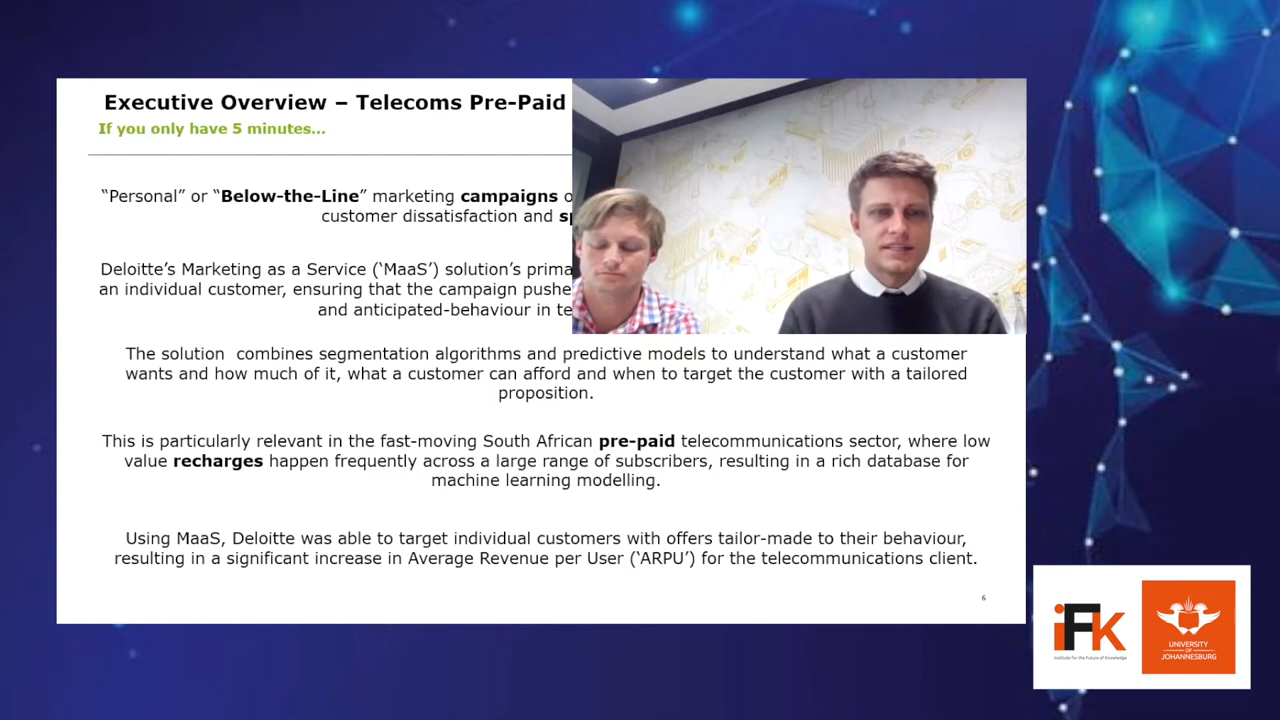 Executive Overview – Telecoms Pre-Paid
If you only have 5 minutes…
“Personal” or “Below-the-Line” marketing campaigns
customer dissatisfaction and
Deloitte’s Marketing as a Service (‘MaaS’) solution’s
an individual customer, ensuring that the campaign
and anticipated-behaviour in
The solution combines segmentation algorithms and predictive models to understand what a customer
wants and how much of it, what a customer can afford and when to target the customer with a tailored
proposition.
This is particularly relevant in the fast-moving South African pre-paid telecommunications sector, where low
value recharges happen frequently across a large range of subscribers, resulting in a rich database for
machine learning modelling.
Using MaaS, Deloitte was able to target individual customers with offers tailor-made to their behaviour,
resulting in a significant increase in Average Revenue per User (‘ARPU’) for the telecommunications client.
6
iFK
Institute for the Future of Knowledge
UNIVERSITY
OF
JOHANNESBURG